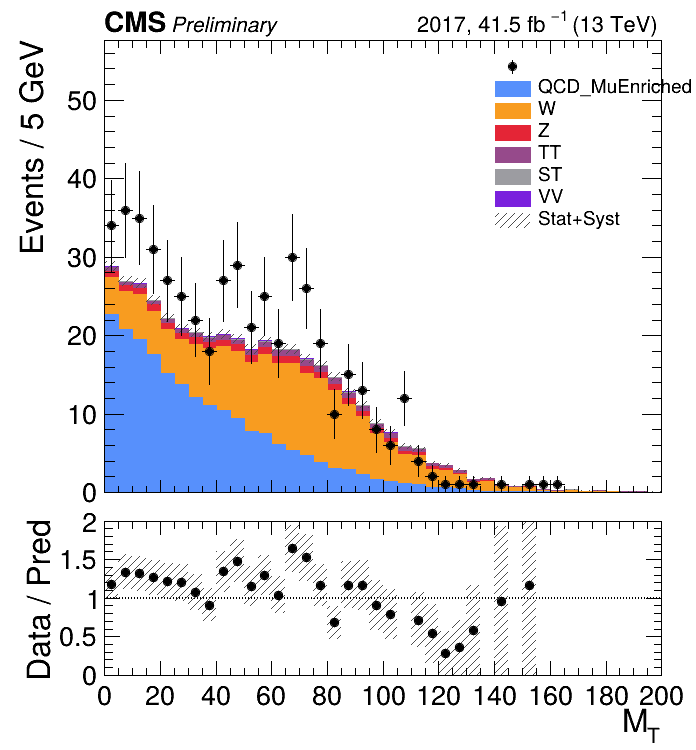 CMS Preliminary 2017, 41.5 fb⁻¹ (13 TeV)
Events / 5 GeV
50
40
30
20
10
0
QCD_MuEnriched
W
Z
TT
ST
VV
Stat+Syst
Data / Pred
2
1.5
1
0.5
0
0 20 40 60 80 100 120 140 160 180 200
M_T